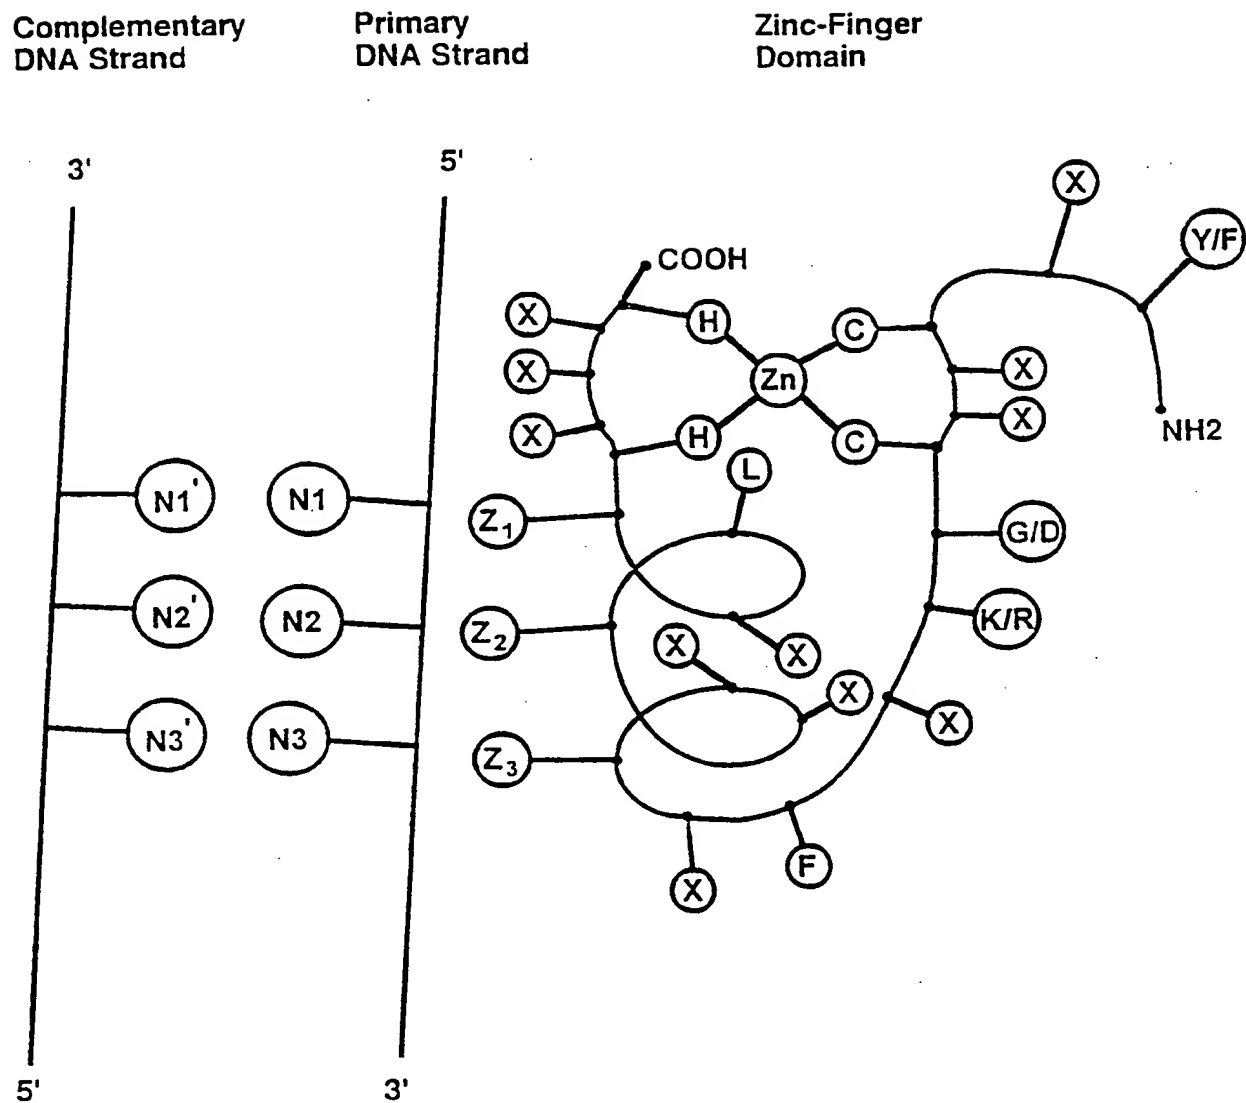 Complementary
DNA Strand
Primary
DNA Strand
Zinc-Finger
Domain
3'
5'
X
Y/F
COOH
X
H
C
X
Zn
X
X
X
H
C
NH2
L
N1'
N1
Z1
G/D
N2'
N2
Z2
K/R
X
X
X
X
N3'
N3
Z3
X
F
5'
3'